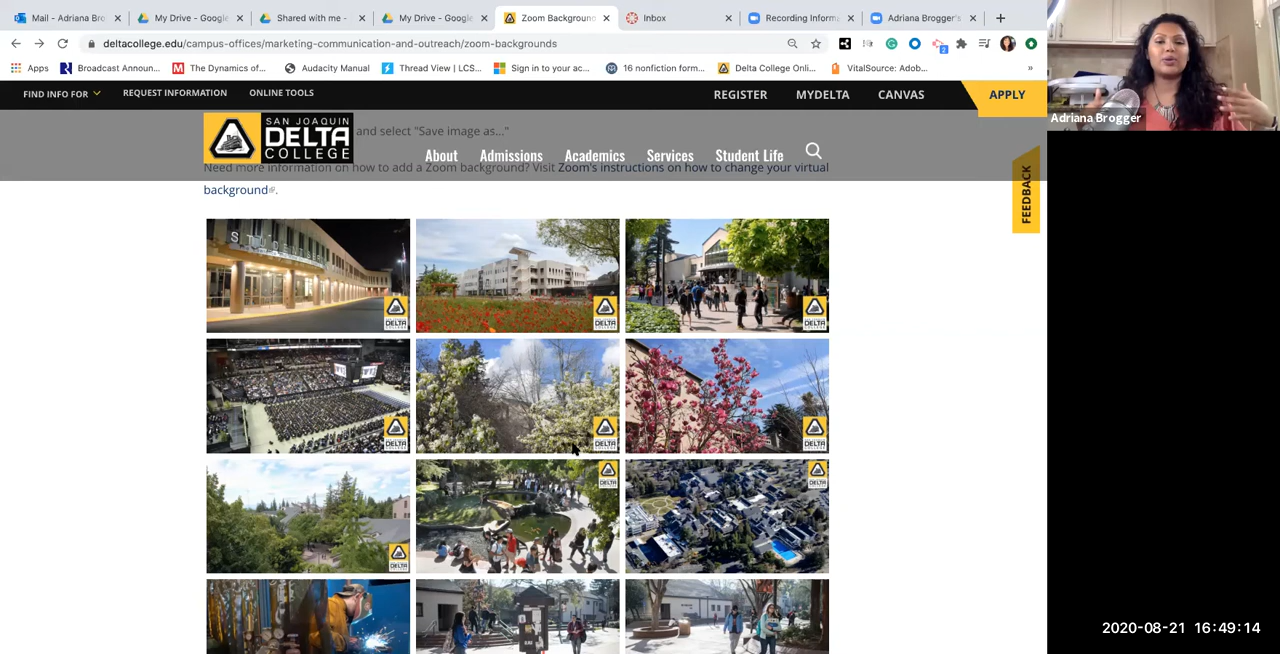 Mail - Adriana Bro
My Drive - Google
Shared with me -
My Drive - Google
Zoom Backgroun
Inbox
Recording Inform
Adriana Brogger's
deltacollege.edu/campus-offices/marketing-communication-and-outreach/zoom-backgrounds
2
Apps
Broadcast Announ...
The Dynamics of...
Audacity Manual
Thread View | LCS...
Sign in to your ac...
16 nonfiction form...
Delta College Onli...
VitalSource: Adob...
»
FIND INFO FOR
REQUEST INFORMATION
ONLINE TOOLS
REGISTER
MYDELTA
CANVAS
APPLY
Adriana Brogger
SAN JOAQUIN
DELTA
COLLEGE
and select "Save image as..."
About
Admissions
Academics
Services
Student Life
Need more information on how to add a Zoom background? Visit Zoom's instructions on how to change your virtual
background.
FEEDBACK
DELTA
DELTA
DELTA
DELTA
DELTA
DELTA
DELTA
DELTA
DELTA
2020-08-21 16:49:14